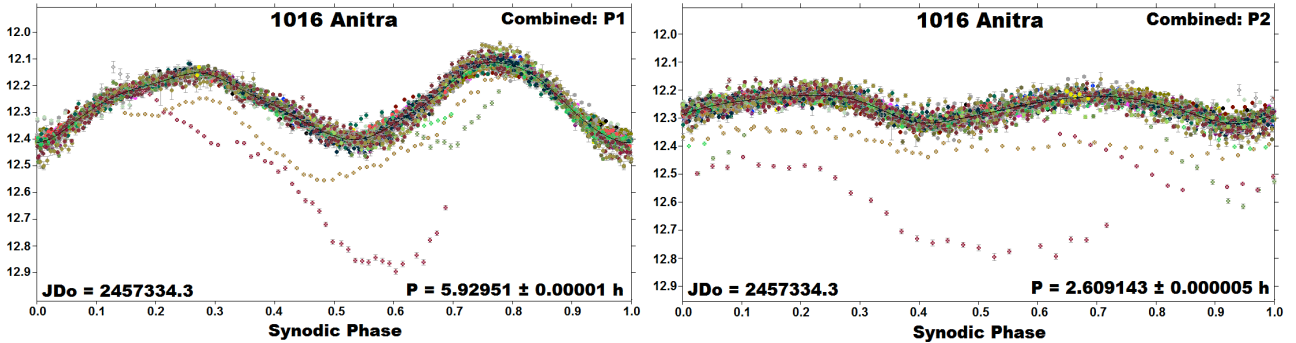 1016 Anitra
Combined: P1
12.0
12.1
12.2
12.3
12.4
12.5
12.6
12.7
12.8
12.9
JDo = 2457334.3
P = 5.92951 ± 0.00001 h
0.0 0.1 0.2 0.3 0.4 0.5 0.6 0.7 0.8 0.9 1.0
Synodic Phase
1016 Anitra
Combined: P2
12.0
12.1
12.2
12.3
12.4
12.5
12.6
12.7
12.8
12.9
JDo = 2457334.3
P = 2.609143 ± 0.000005 h
0.0 0.1 0.2 0.3 0.4 0.5 0.6 0.7 0.8 0.9 1.0
Synodic Phase